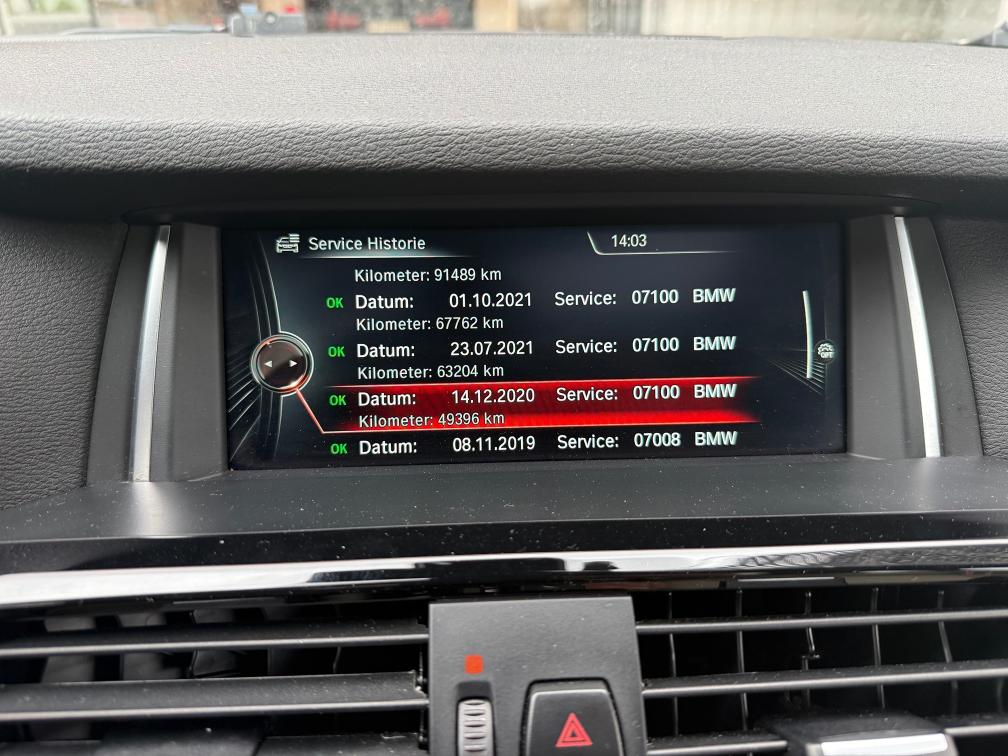 Service Historie
14:03
Kilometer: 91489 km
OK Datum: 01.10.2021 Service: 07100 BMW
Kilometer: 67762 km
OK Datum: 23.07.2021 Service: 07100 BMW
Kilometer: 63204 km
OK Datum: 14.12.2020 Service: 07100 BMW
Kilometer: 49396 km
OK Datum: 08.11.2019 Service: 07008 BMW
OPT